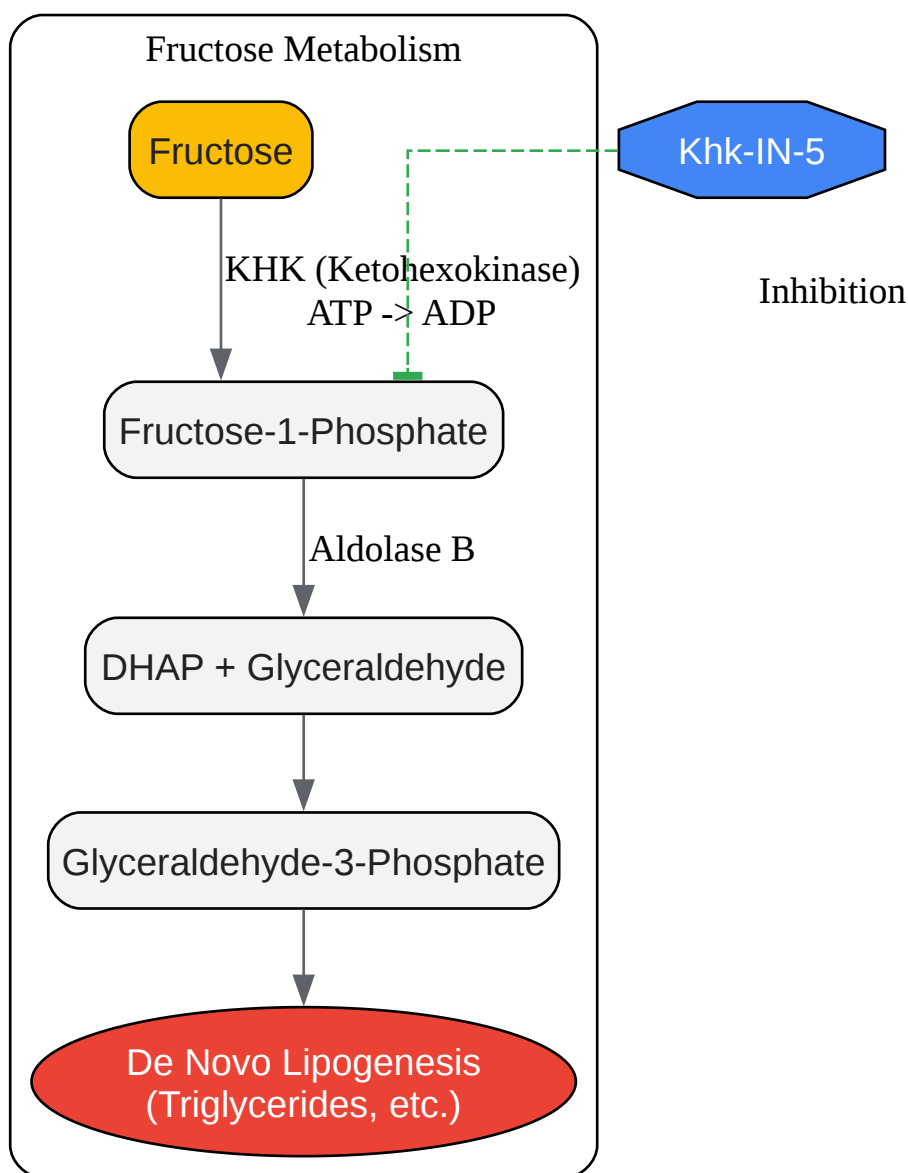 Fructose Metabolism
Fructose
Khk-IN-5
KHK (Ketohexokinase)
ATP -> ADP
Inhibition
Fructose-1-Phosphate
Aldolase B
DHAP + Glyceraldehyde
Glyceraldehyde-3-Phosphate
De Novo Lipogenesis
(Triglycerides, etc.)